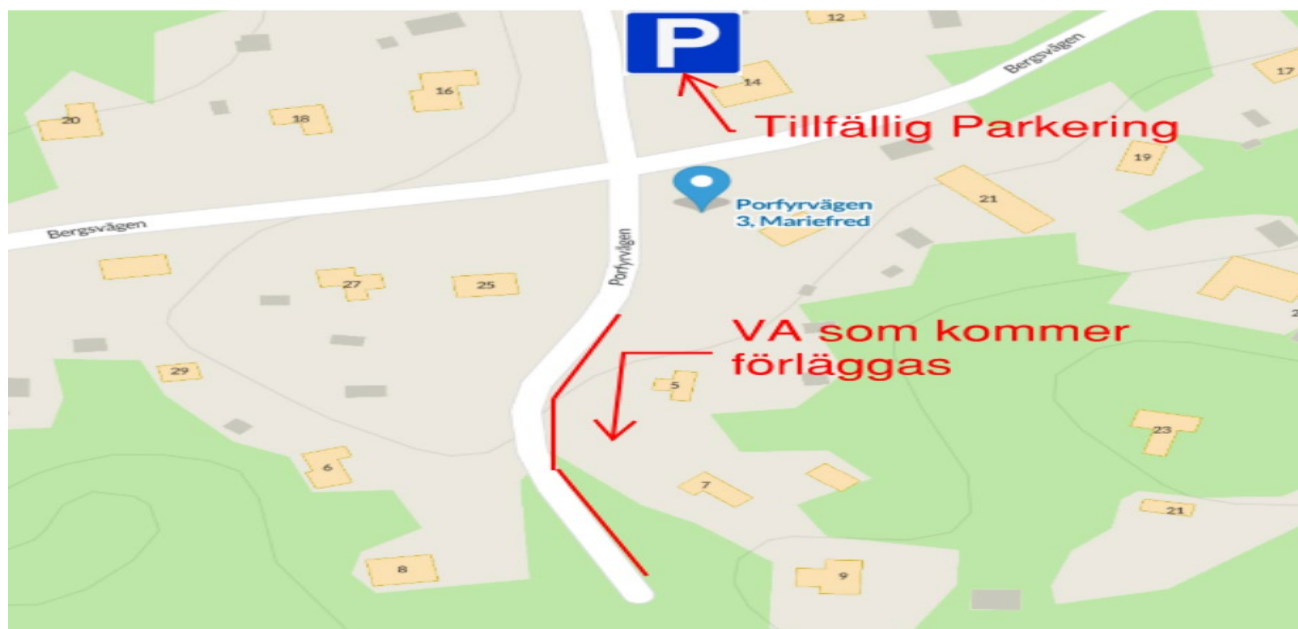 P
12
Bergsvägen
17
14
16
20
18
Tillfällig Parkering
19
Porfyrvägen
3, Mariefred
21
Bergsvägen
Porfyrvägen
27
25
VA som kommer
förläggas
29
5
23
6
7
21
8
9